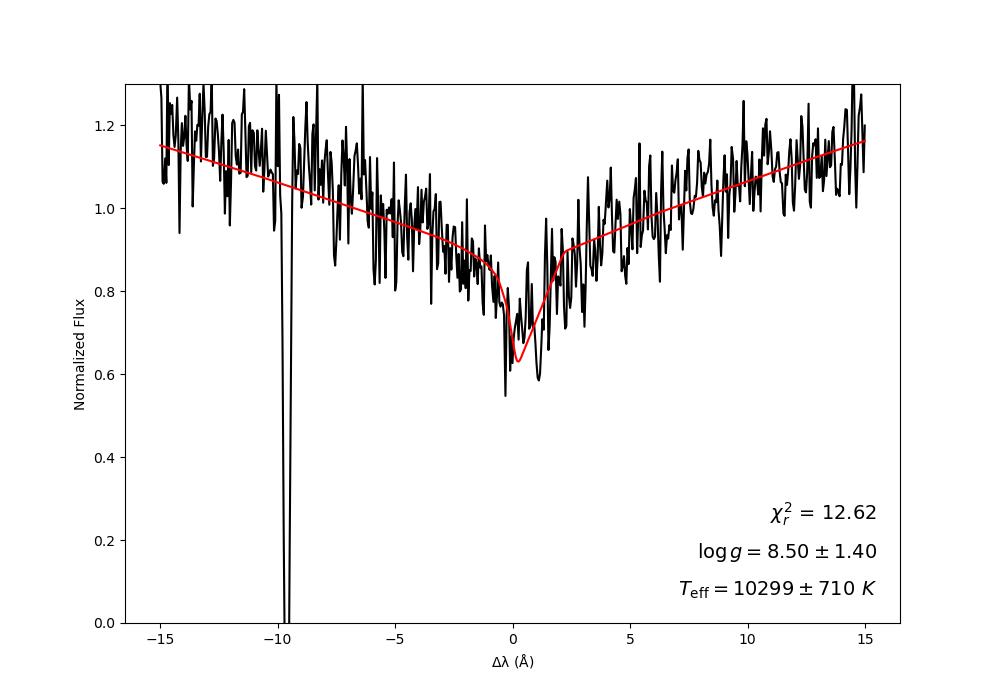 1.2
1.0
0.8
0.6
0.4
0.2
0.0
Normalized Flux
χ²ᵣ = 12.62
log g = 8.50 ± 1.40
T_eff = 10299 ± 710 K
−15 −10 −5 0 5 10 15
Δλ (Å)